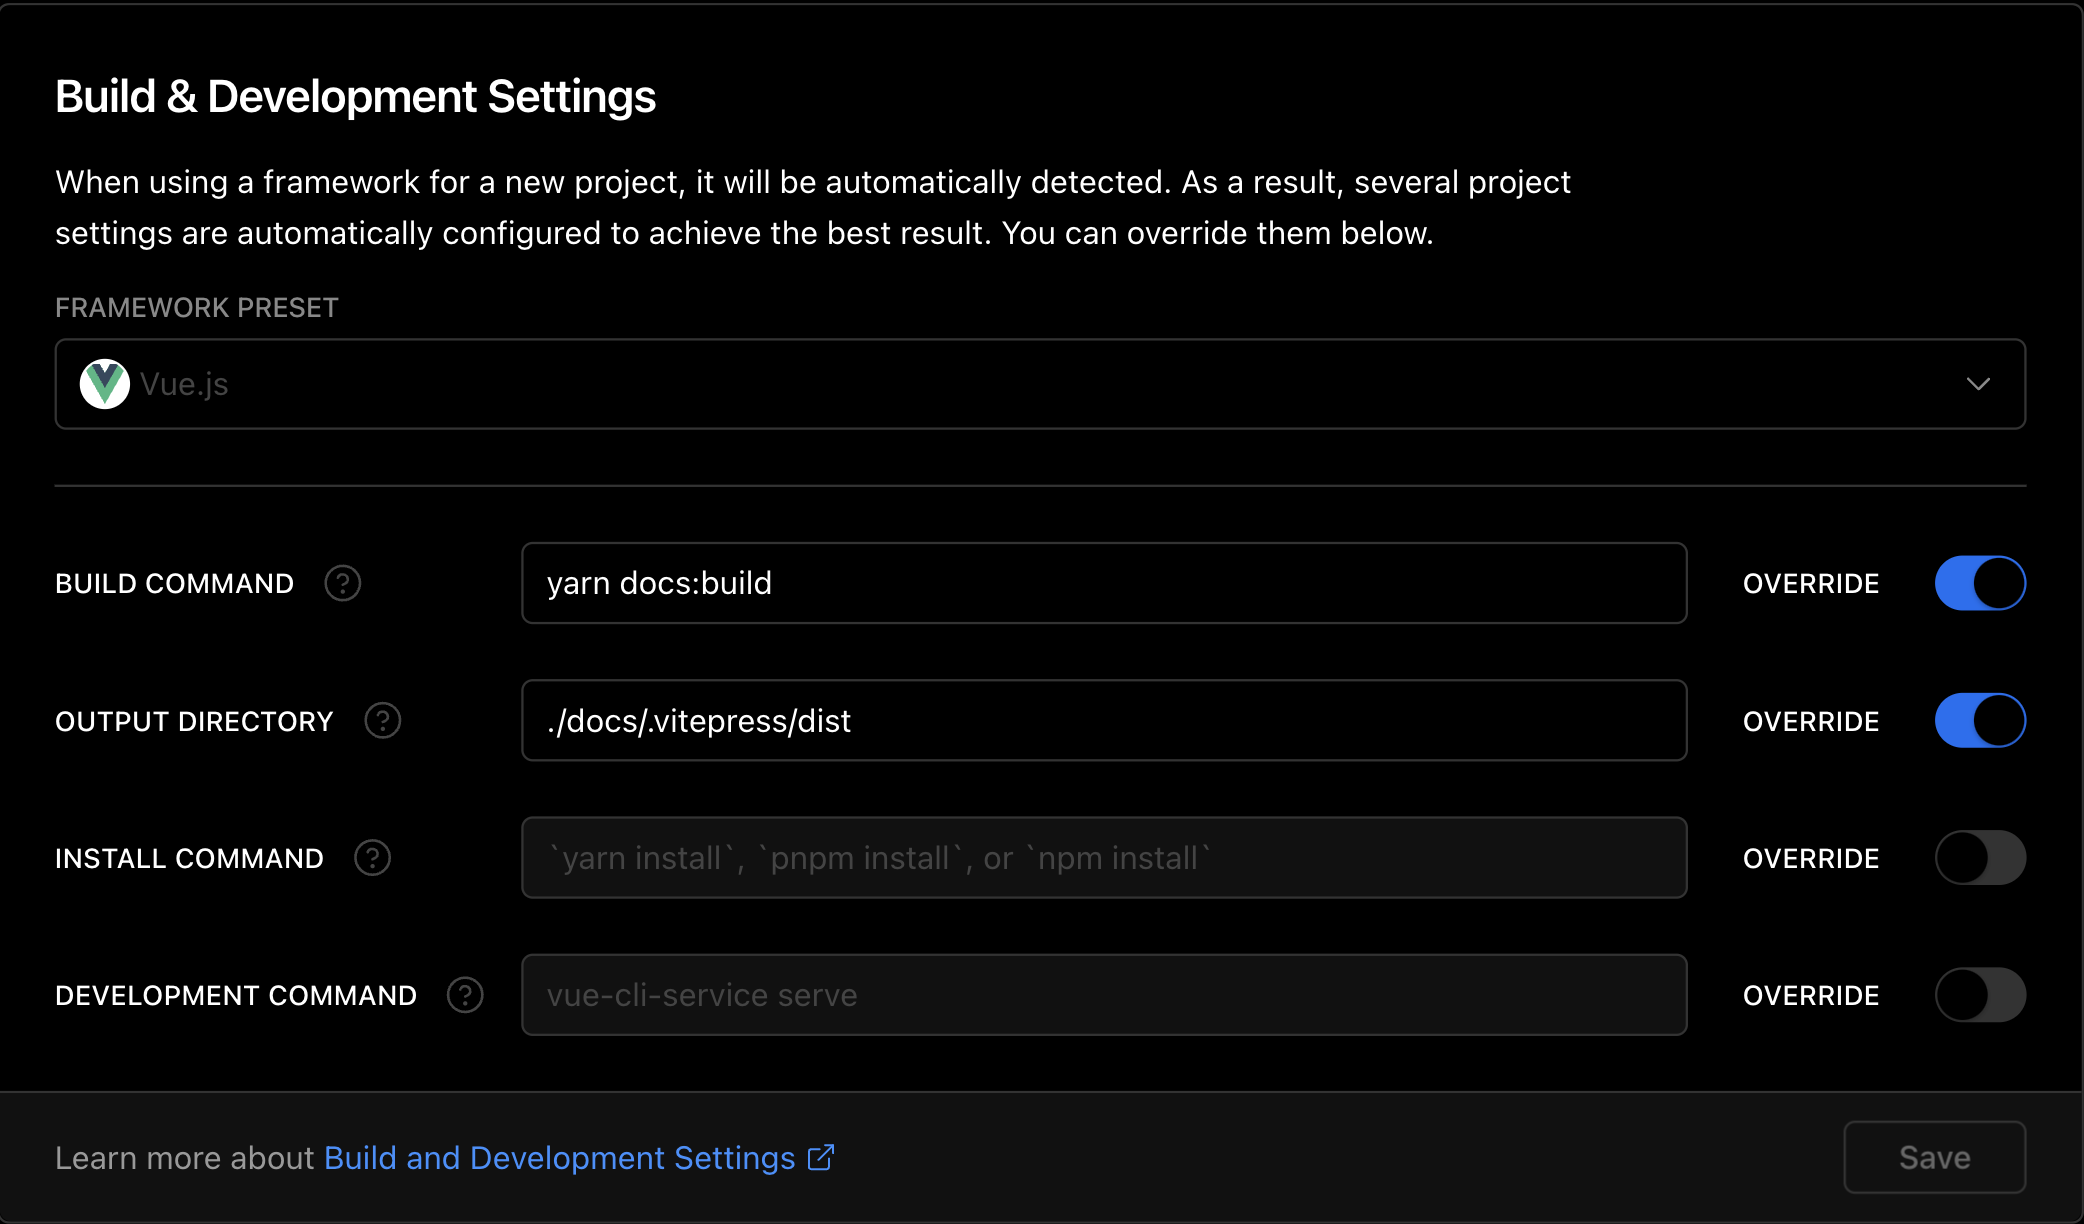 Build & Development Settings
When using a framework for a new project, it will be automatically detected. As a result, several project
settings are automatically configured to achieve the best result. You can override them below.
FRAMEWORK PRESET
Vue.js
BUILD COMMAND ? yarn docs:build OVERRIDE
OUTPUT DIRECTORY ? ./docs/.vitepress/dist OVERRIDE
INSTALL COMMAND ? `yarn install`, `pnpm install`, or `npm install` OVERRIDE
DEVELOPMENT COMMAND ? vue-cli-service serve OVERRIDE
Learn more about Build and Development Settings Save